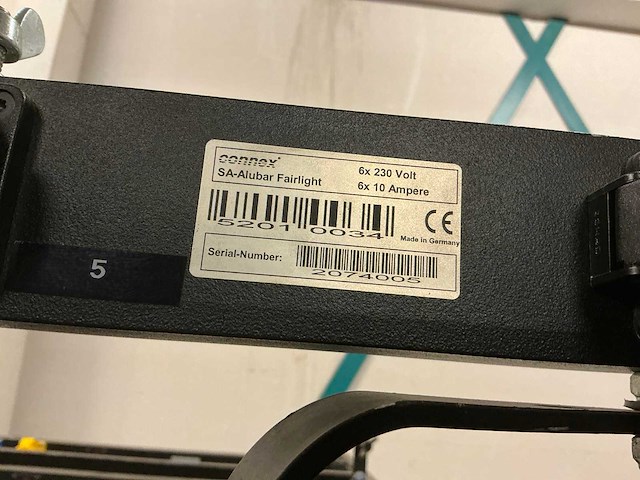 connex
SA-Alubar Fairlight
6x 230 Volt
6x 10 Ampere
5201 0034
CE
Made in Germany
Serial-Number:
2074005
5